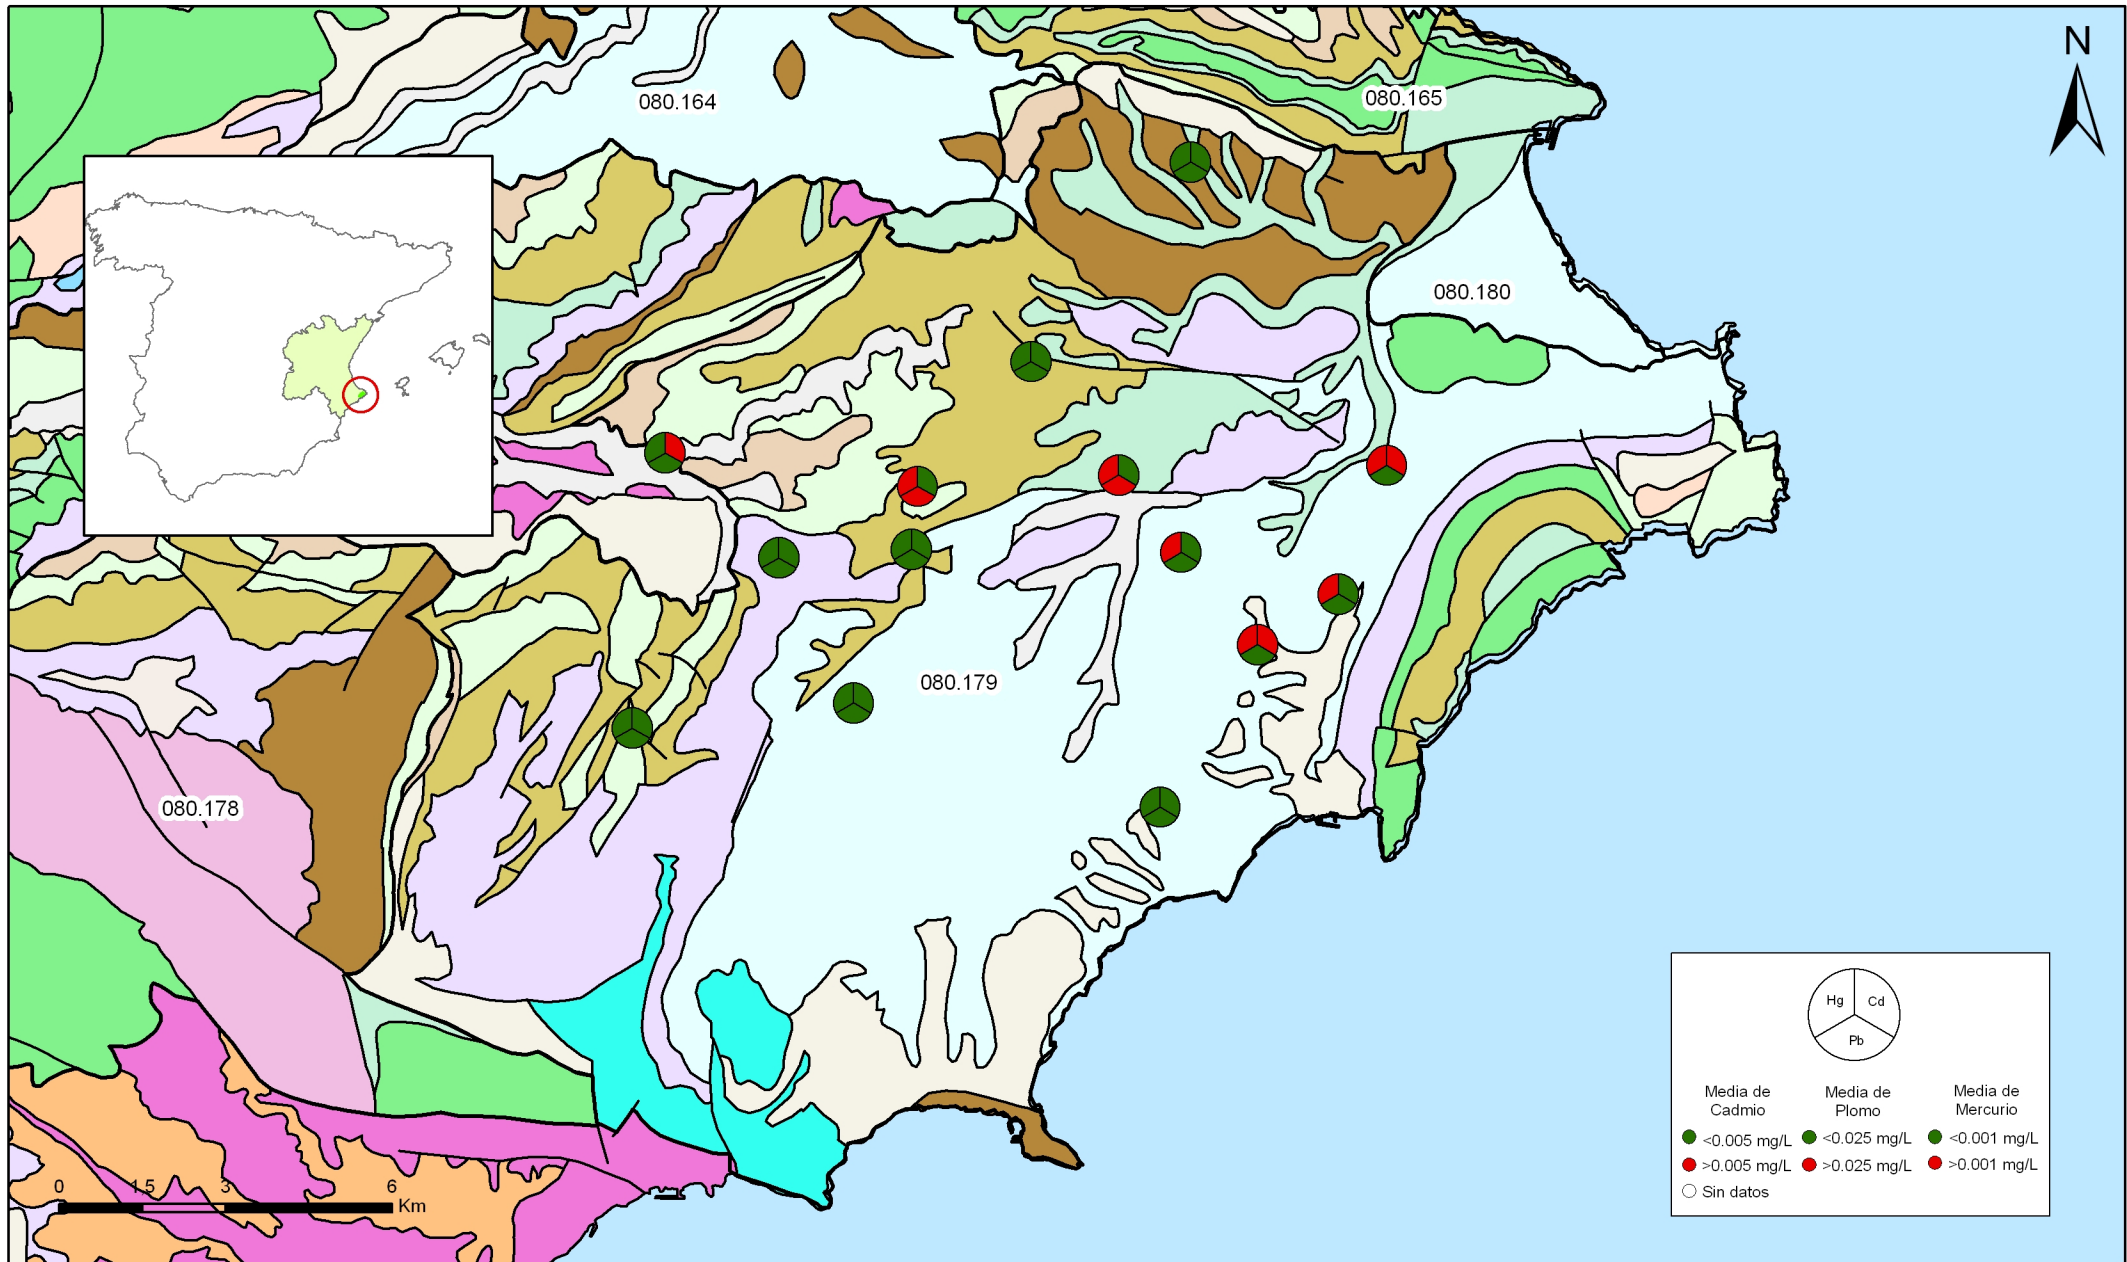 N
080.164
080.165
080.180
080.179
080.178
Hg
Cd
Pb
Media de
Cadmio
Media de
Plomo
Media de
Mercurio
<0.005 mg/L
<0.025 mg/L
<0.001 mg/L
>0.005 mg/L
>0.025 mg/L
>0.001 mg/L
Sin datos
0
1,5
3
6
Km